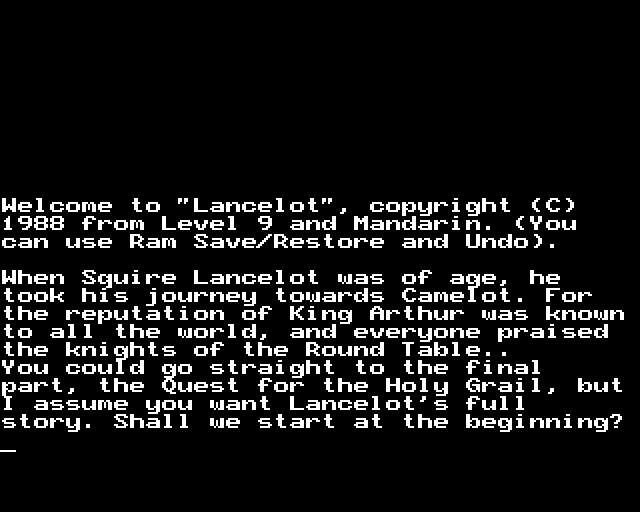 Welcome to "Lancelot", copyright (C)
1988 from Level 9 and Mandarin. (You
can use Ram Save/Restore and Undo).
When Squire Lancelot was of age, he
took his journey towards Camelot. For
the reputation of King Arthur was known
to all the world, and everyone praised
the knights of the Round Table..
You could go straight to the final
part, the Quest for the Holy Grail, but
I assume you want Lancelot's full
story. Shall we start at the beginning?